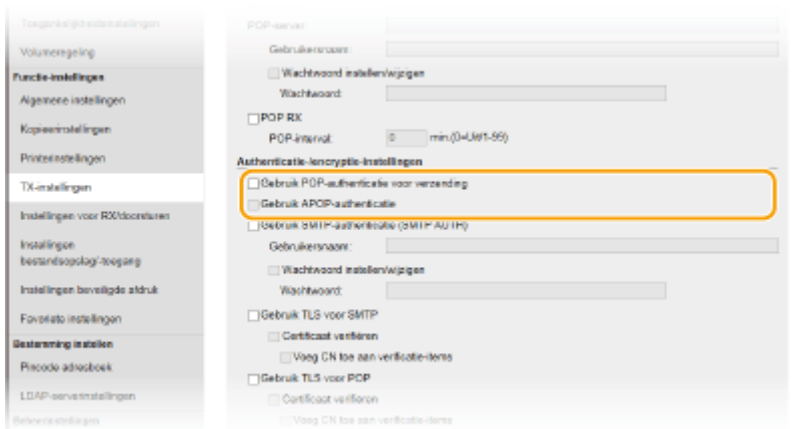 Toegankelijkheidsinstellingen
Volumeregeling
Functie-instellingen
Algemene instellingen
Kopieerinstellingen
Printerinstellingen
TX-instellingen
Instellingen voor RX/doorsturen
Instellingen
bestandsopslag/-toegang
Instellingen beveiligde afdruk
Favoriete instellingen
Bestemming instellen
Pincode adresboek
LDAP-serverinstellingen
Beheerinstellingen
POP-server:
Gebruikersnaam:
Wachtwoord instellen/wijzigen
Wachtwoord:
POP RX
POP-interval: 0 min.(0=Uit/1-99)
Authenticatie-/encryptie-instellingen
Gebruik POP-authenticatie voor verzending
Gebruik APOP-authenticatie
Gebruik SMTP-authenticatie (SMTP AUTH)
Gebruikersnaam:
Wachtwoord instellen/wijzigen
Wachtwoord:
Gebruik TLS voor SMTP
Certificaat verifiëren
Voeg CN toe aan verificatie-items
Gebruik TLS voor POP
Certificaat verifiëren
Voeg CN toe aan verificatie-items